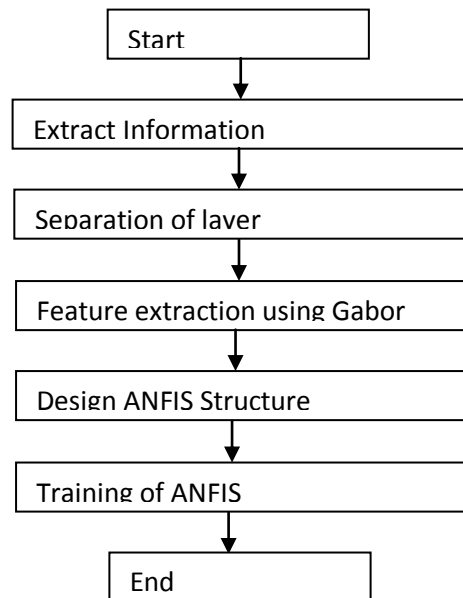 Start
Extract Information
Separation of layer
Feature extraction using Gabor
Design ANFIS Structure
Training of ANFIS
End